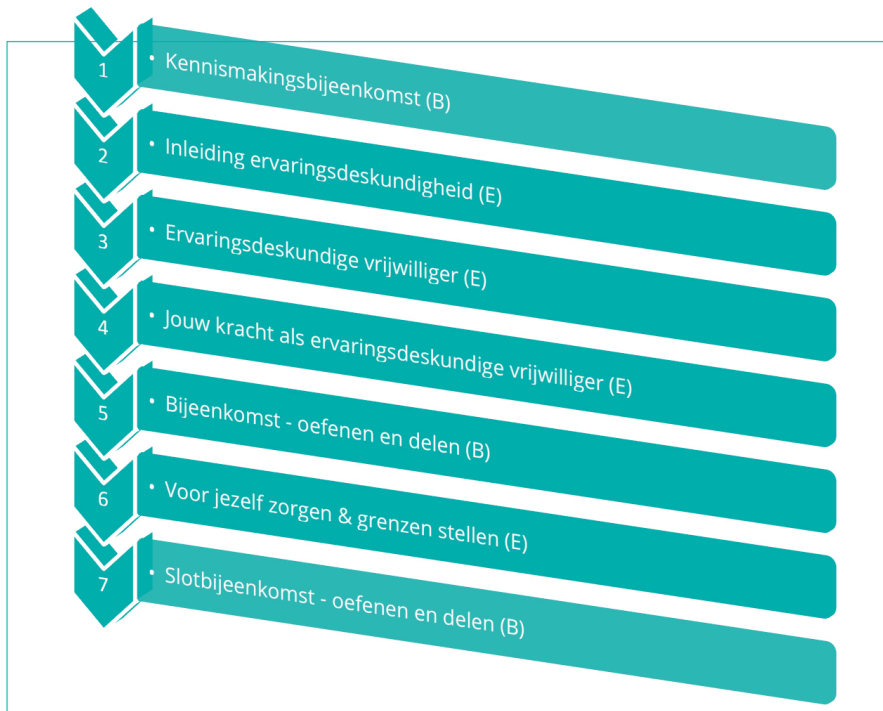 1
• Kennismakingsbijeenkomst (B)
2
• Inleiding ervaringsdeskundigheid (E)
3
• Ervaringsdeskundige vrijwilliger (E)
4
• Jouw kracht als ervaringsdeskundige vrijwilliger (E)
5
• Bijeenkomst - oefenen en delen (B)
6
• Voor jezelf zorgen & grenzen stellen (E)
7
• Slotbijeenkomst - oefenen en delen (B)